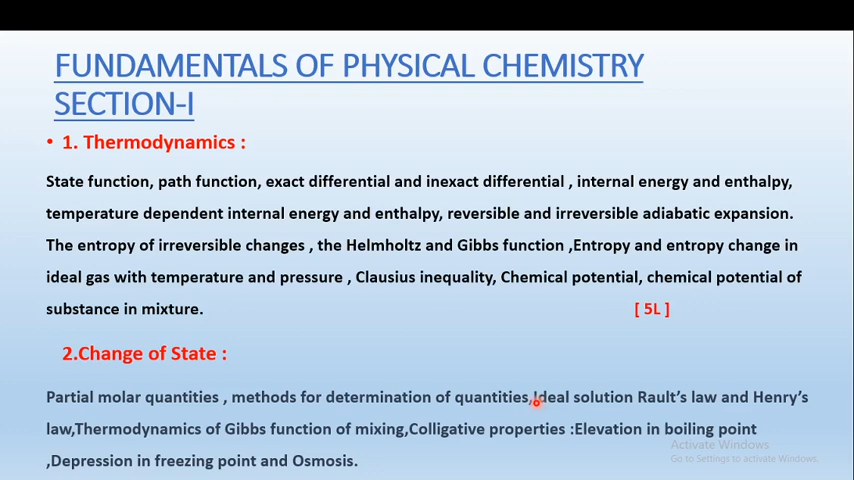 FUNDAMENTALS OF PHYSICAL CHEMISTRY
SECTION-I
• 1. Thermodynamics :
State function, path function, exact differential and inexact differential , internal energy and enthalpy,
temperature dependent internal energy and enthalpy, reversible and irreversible adiabatic expansion.
The entropy of irreversible changes , the Helmholtz and Gibbs function ,Entropy and entropy change in
ideal gas with temperature and pressure , Clausius inequality, Chemical potential, chemical potential of
substance in mixture. [ 5L ]
2.Change of State :
Partial molar quantities , methods for determination of quantities,Ideal solution Rault’s law and Henry’s
law,Thermodynamics of Gibbs function of mixing,Colligative properties :Elevation in boiling point
,Depression in freezing point and Osmosis.
Activate Windows
Go to Settings to activate Windows.